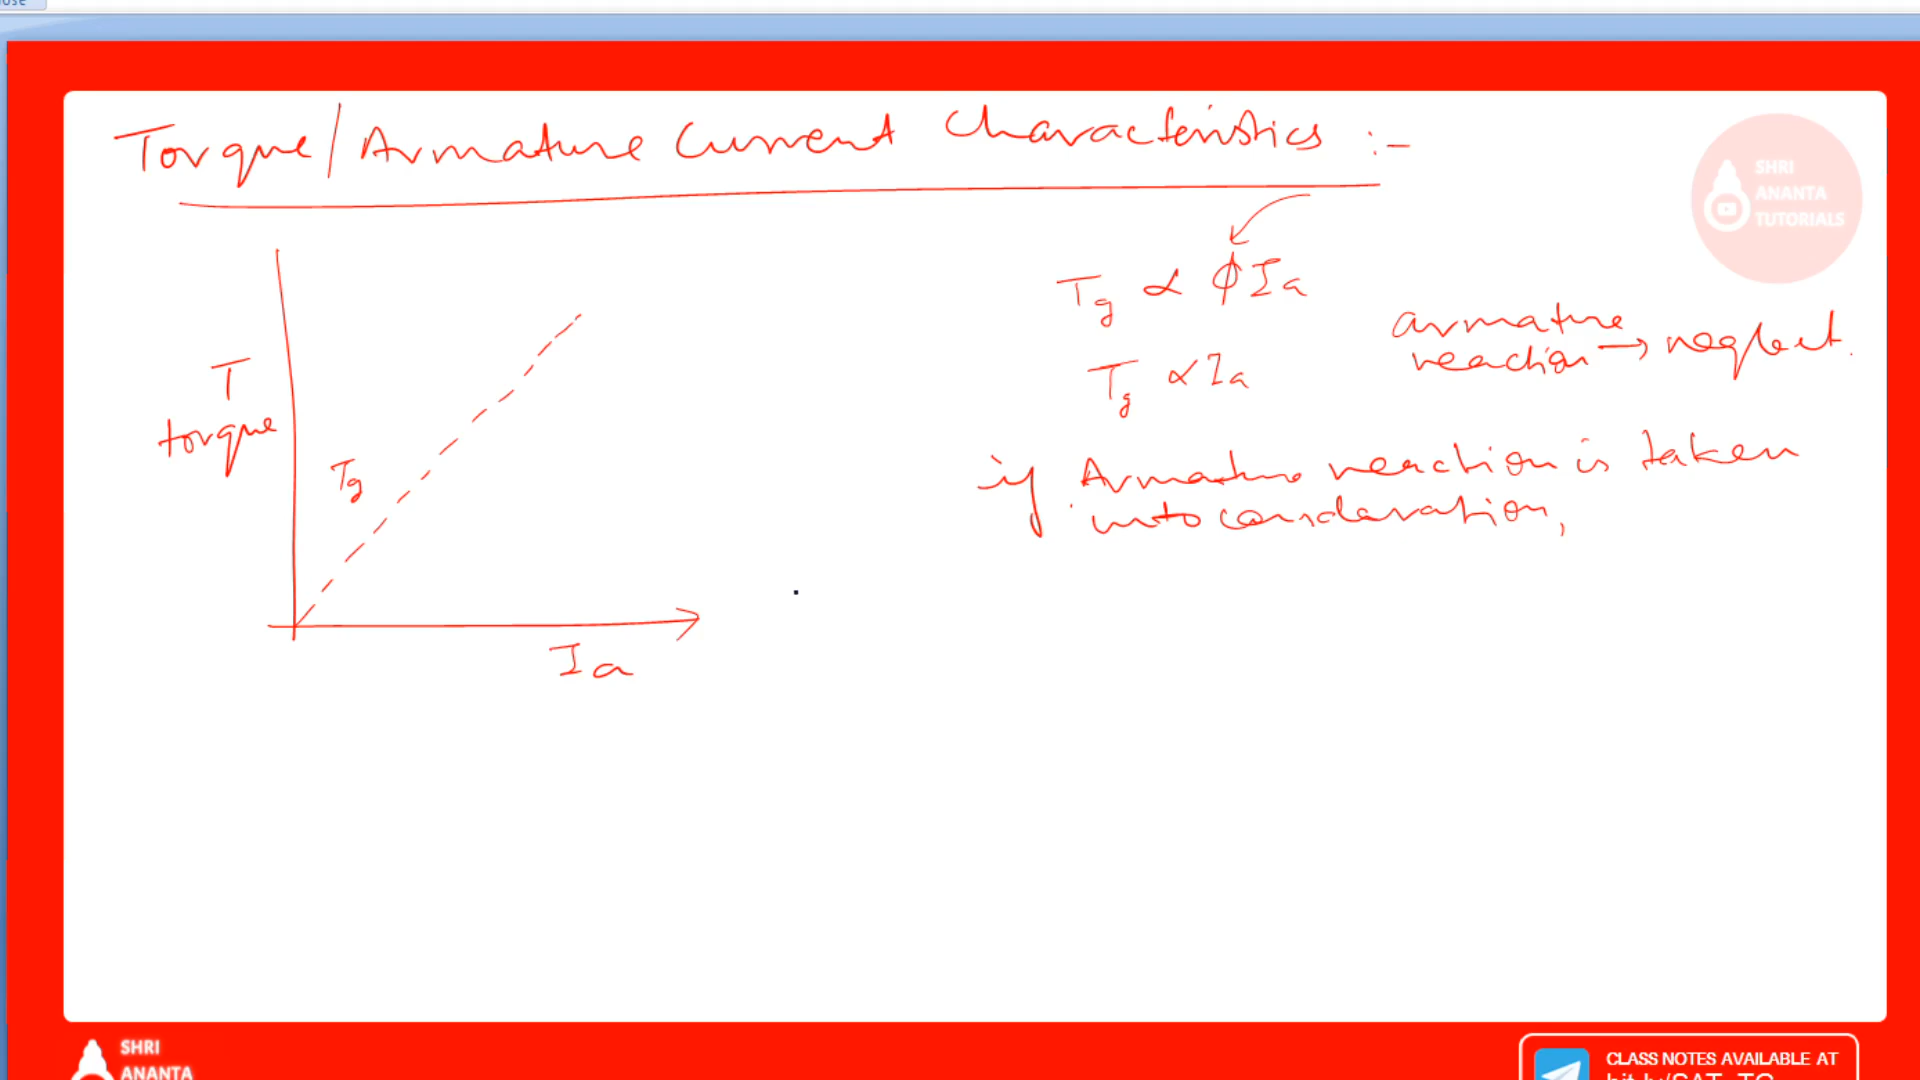 Torque/Armature Current Characteristics :-
SHRI
ANANTA
TUTORIALS
Tg ∝ ϕIa
armature
reaction → neglect.
Tg ∝ Ia
T
torque
Tg
if Armature reaction is taken
into consideration,
Ia
SHRI
ANANTA
CLASS NOTES AVAILABLE AT